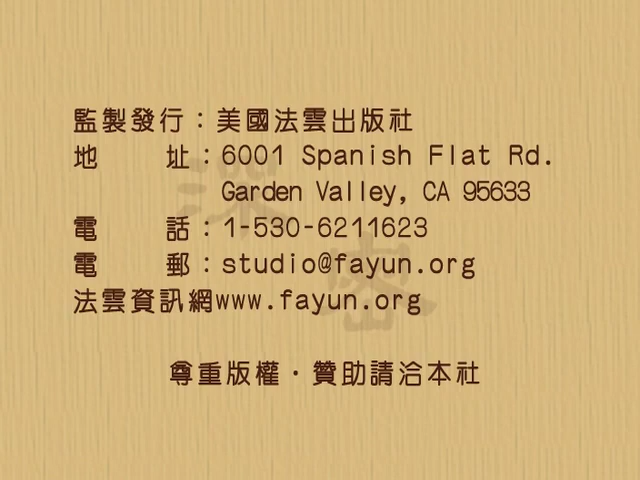 監製發行：美國法雲出版社
地　　址：6001 Spanish Flat Rd.
Garden Valley, CA 95633
電　　話：1-530-6211623
電　　郵：studio@fayun.org
法雲資訊網www.fayun.org
尊重版權・贊助請洽本社